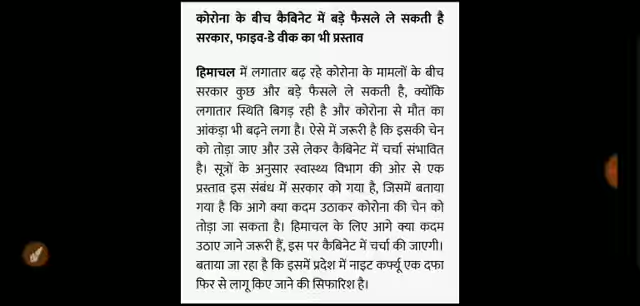 कोरोना के बीच कैबिनेट में बड़े फैसले ले सकती है
सरकार, फाइव-डे वीक का भी प्रस्ताव
हिमाचल में लगातार बढ़ रहे कोरोना के मामलों के बीच
सरकार कुछ और बड़े फैसले ले सकती है, क्योंकि
लगातार स्थिति बिगड़ रही है और कोरोना से मौत का
आंकड़ा भी बढ़ने लगा है। ऐसे में जरूरी है कि इसकी चेन
को तोड़ा जाए और उसे लेकर कैबिनेट में चर्चा संभावित
है। सूत्रों के अनुसार स्वास्थ्य विभाग की ओर से एक
प्रस्ताव इस संबंध में सरकार को गया है, जिसमें बताया
गया है कि आगे क्या कदम उठाकर कोरोना की चेन को
तोड़ा जा सकता है। हिमाचल के लिए आगे क्या कदम
उठाए जाने जरूरी हैं, इस पर कैबिनेट में चर्चा की जाएगी।
बताया जा रहा है कि इसमें प्रदेश में नाइट कर्फ्यू एक दफा
फिर से लागू किए जाने की सिफारिश है।